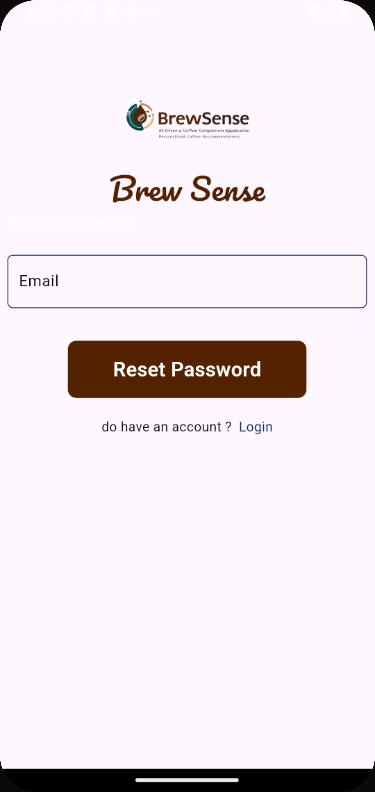 BrewSense
AI-Driven a Coffee Companion Application
Personalized Coffee Recommendations
Brew Sense
Reset Password
Email
Reset Password
do have an account ? Login